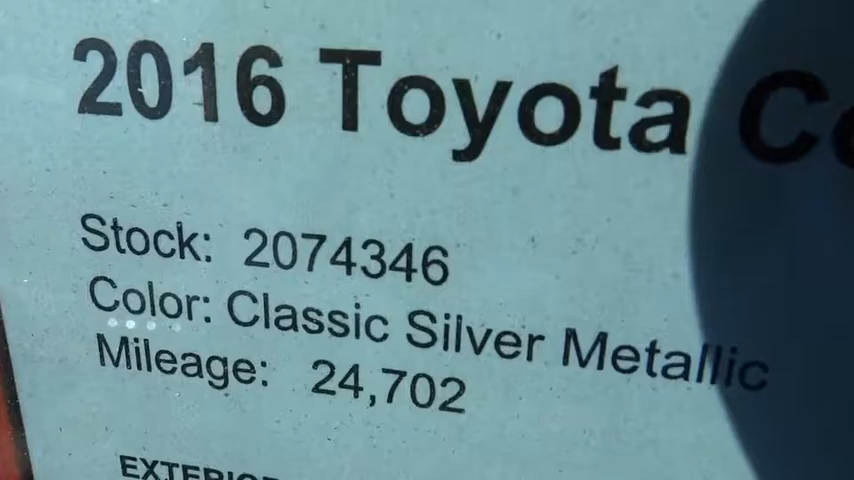 2016 Toyota
Stock: 2074346
Color: Classic Silver Metallic
Mileage: 24,702